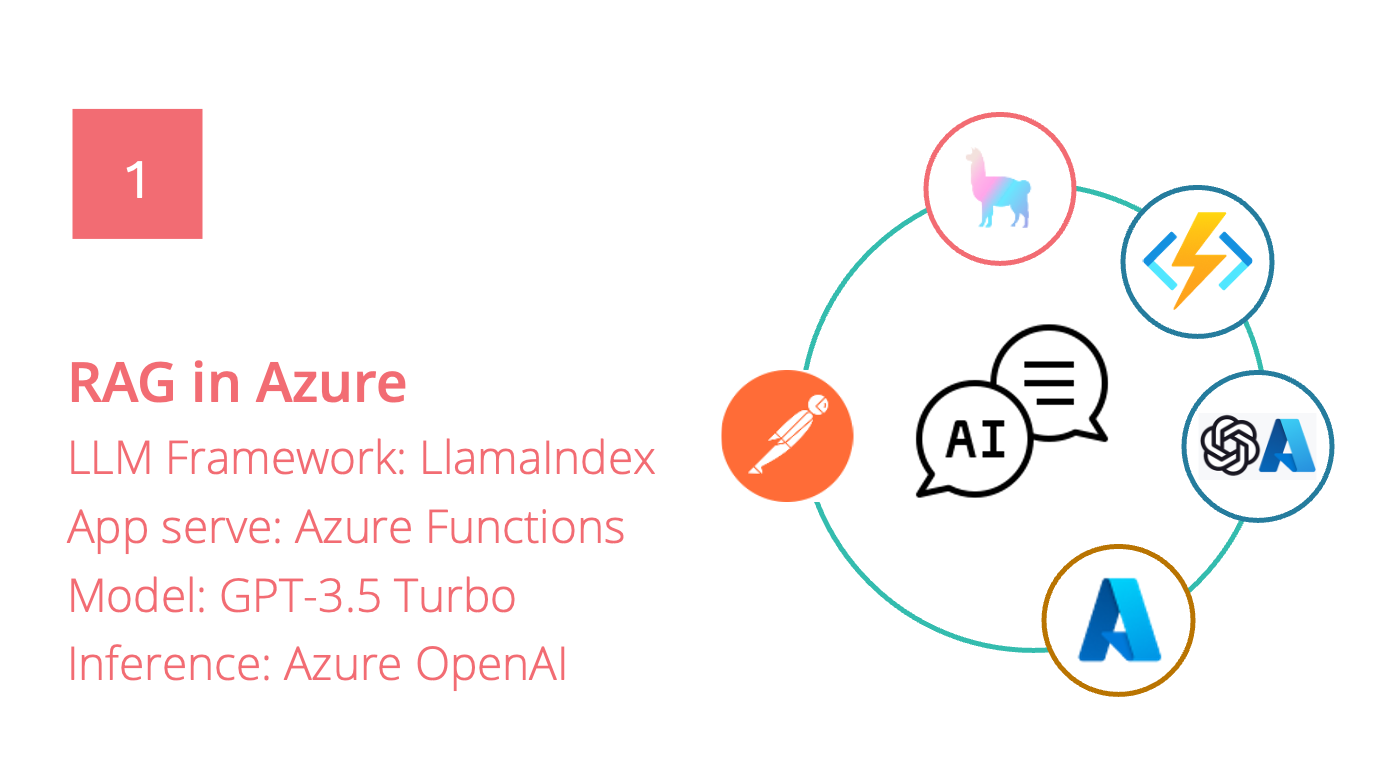 1
RAG in Azure
LLM Framework: LlamaIndex
App serve: Azure Functions
Model: GPT-3.5 Turbo
Inference: Azure OpenAI
AI